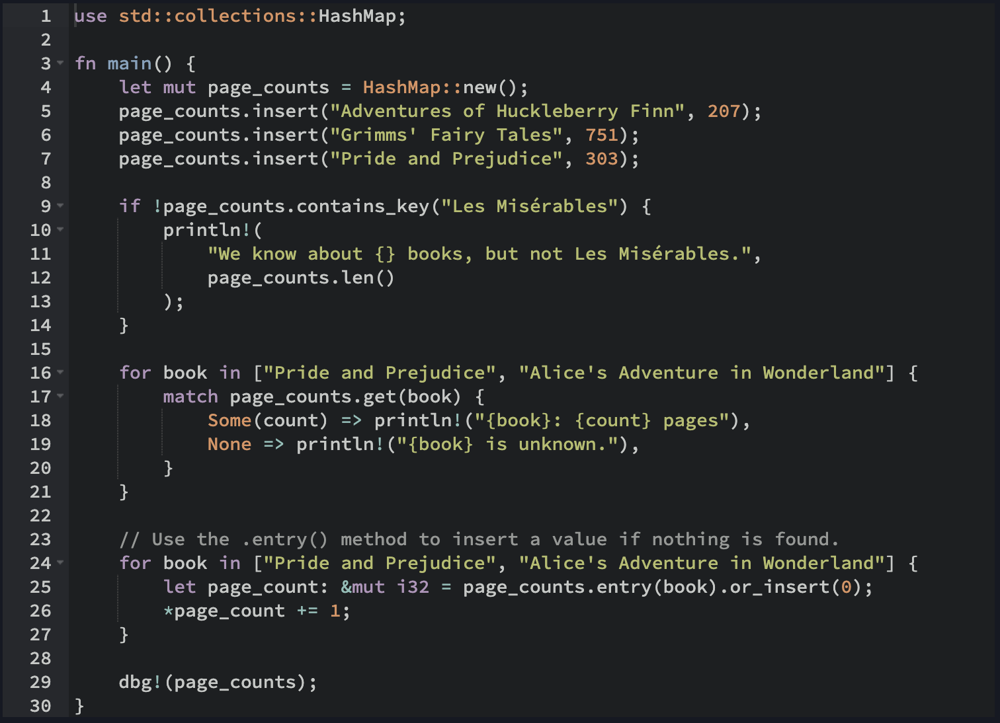 1 use std::collections::HashMap;
2
3 fn main() {
4     let mut page_counts = HashMap::new();
5     page_counts.insert("Adventures of Huckleberry Finn", 207);
6     page_counts.insert("Grimms' Fairy Tales", 751);
7     page_counts.insert("Pride and Prejudice", 303);
8
9     if !page_counts.contains_key("Les Misérables") {
10         println!(
11             "We know about {} books, but not Les Misérables.",
12             page_counts.len()
13         );
14     }
15
16     for book in ["Pride and Prejudice", "Alice's Adventure in Wonderland"] {
17         match page_counts.get(book) {
18             Some(count) => println!("{book}: {count} pages"),
19             None => println!("{book} is unknown."),
20         }
21     }
22
23     // Use the .entry() method to insert a value if nothing is found.
24     for book in ["Pride and Prejudice", "Alice's Adventure in Wonderland"] {
25         let page_count: &mut i32 = page_counts.entry(book).or_insert(0);
26         *page_count += 1;
27     }
28
29     dbg!(page_counts);
30 }